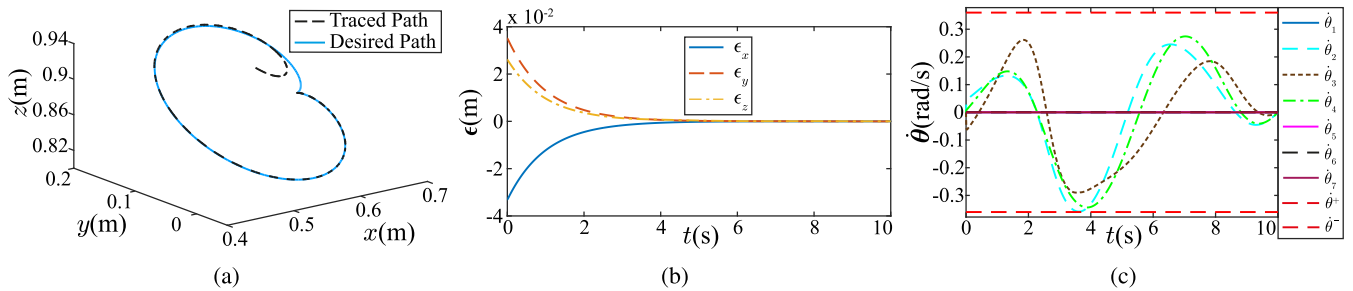 Traced Path
Desired Path
0.94
0.9
0.86
0.82
z(m)
0.2
0.1
0
y(m)
0.4
0.5
0.6
0.7
x(m)
(a)
4 x 10⁻²
2
0
-2
-4
ϵ(m)
ϵx
ϵy
ϵz
0 2 4 6 8 10
t(s)
(b)
0.3
0.2
0.1
0
-0.1
-0.2
-0.3
θ̇(rad/s)
0 2 4 6 8
t(s)
θ̇₁
θ̇₂
θ̇₃
θ̇₄
θ̇₅
θ̇₆
θ̇₇
θ̇⁺
θ̇⁻
(c)